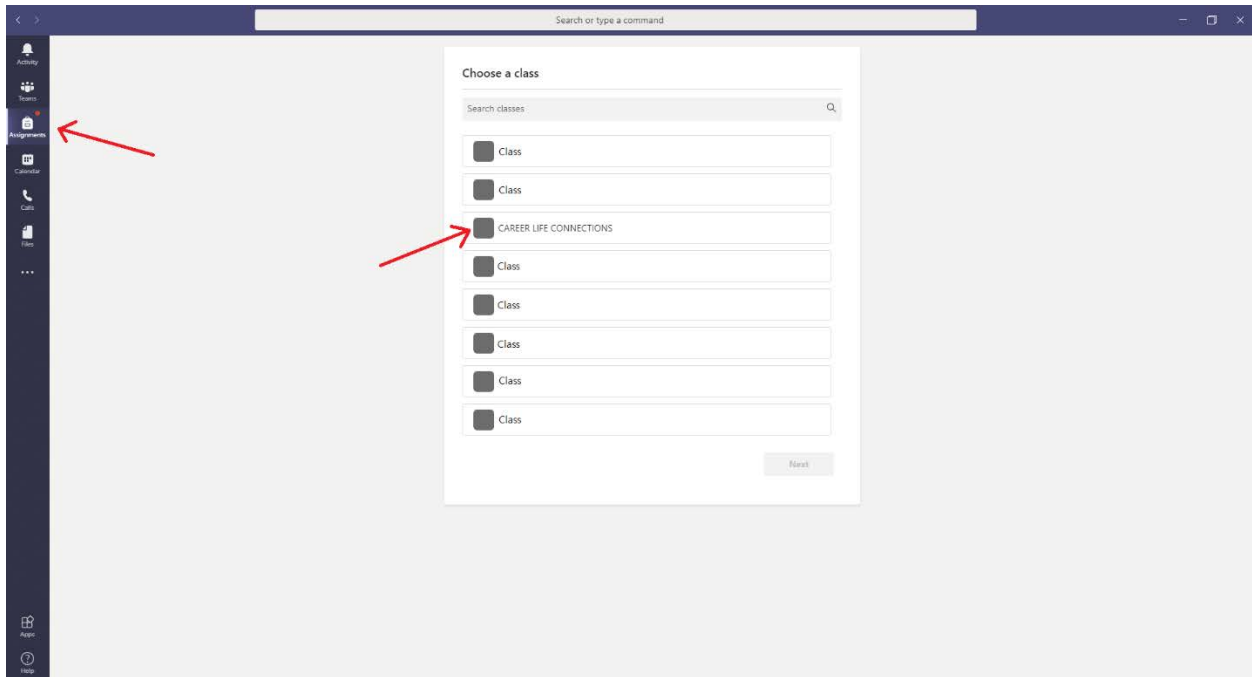 Search or type a command
Activity
Teams
Assignments
Calendar
Calls
Files
Apps
Help
Choose a class
Search classes
Class
Class
CAREER LIFE CONNECTIONS
Class
Class
Class
Class
Class
Next